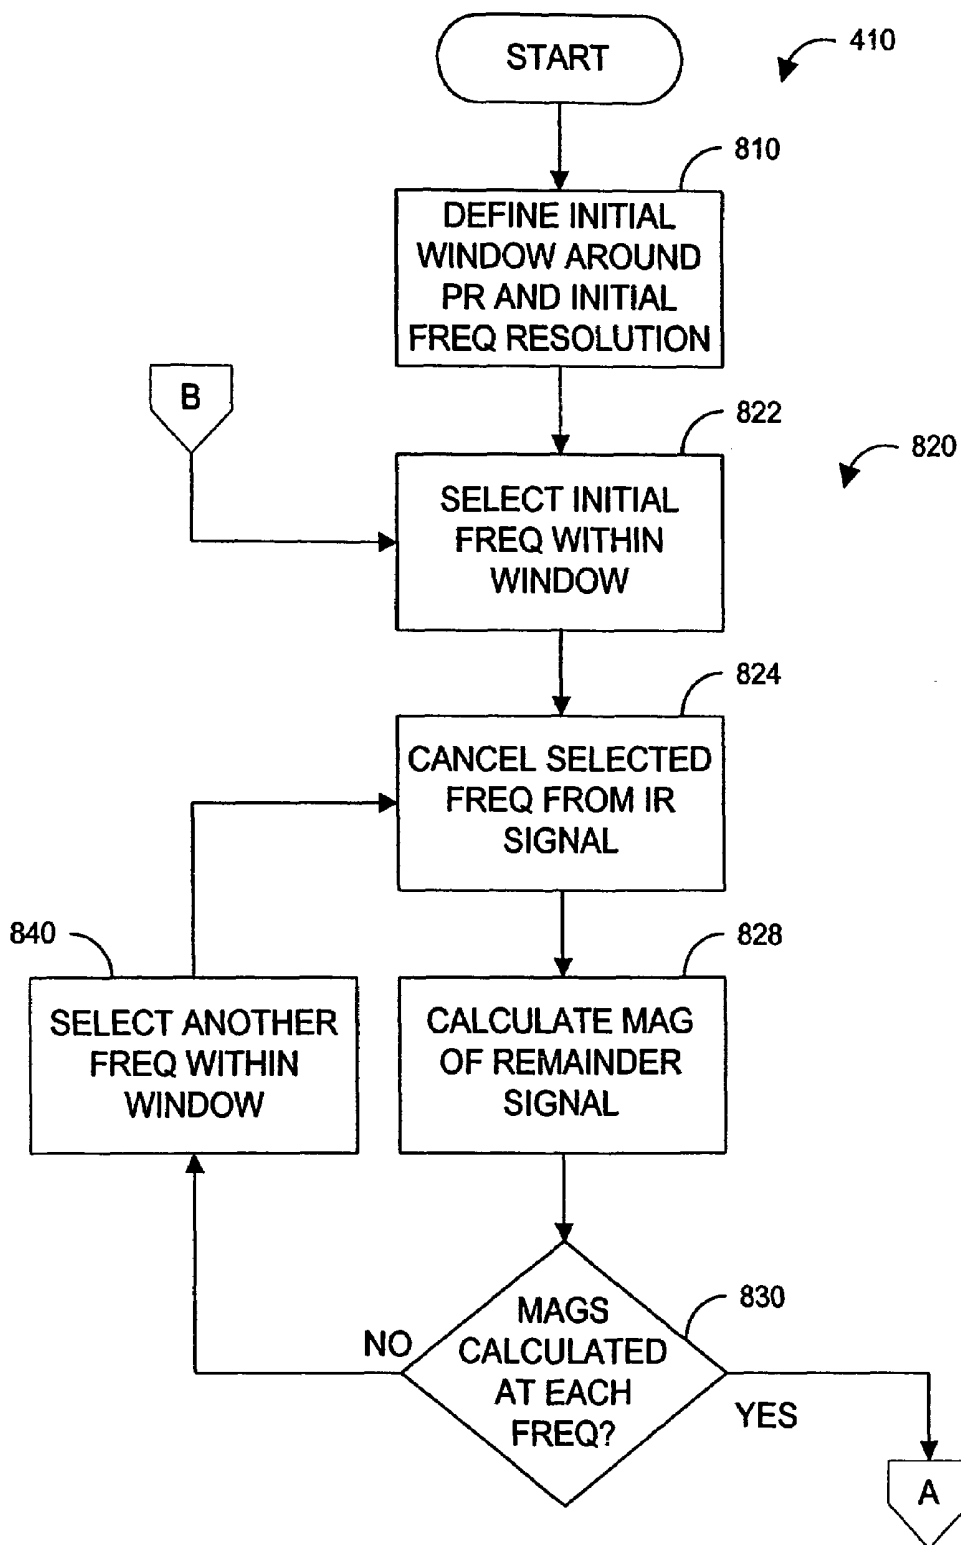 START
410
810
DEFINE INITIAL
WINDOW AROUND
PR AND INITIAL
FREQ RESOLUTION
B
822
820
SELECT INITIAL
FREQ WITHIN
WINDOW
824
CANCEL SELECTED
FREQ FROM IR
SIGNAL
840
828
SELECT ANOTHER
FREQ WITHIN
WINDOW
CALCULATE MAG
OF REMAINDER
SIGNAL
830
MAGS
CALCULATED
AT EACH
FREQ?
NO
YES
A